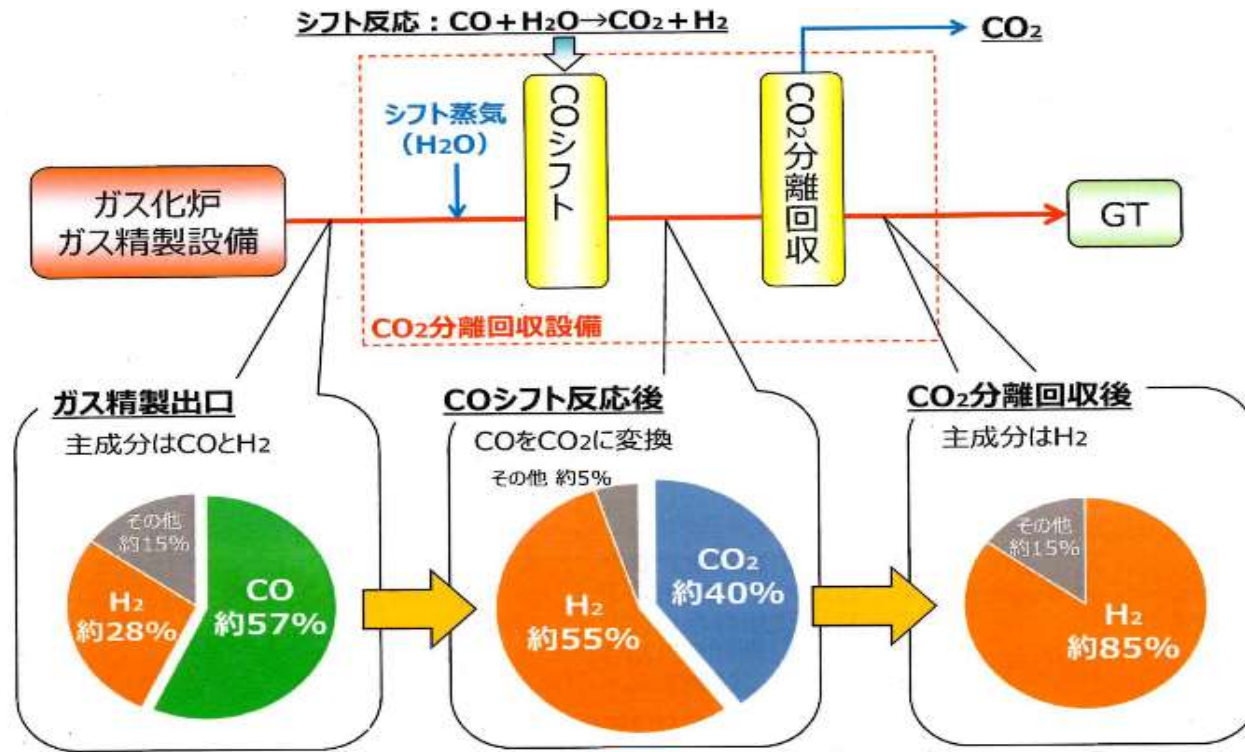 シフト反応：CO＋H₂O→CO₂＋H₂
CO₂
シフト蒸気
（H₂O）
COシフト
CO₂分離回収
ガス化炉
ガス精製設備
GT
CO₂分離回収設備
ガス精製出口
主成分はCOとH₂
その他
約15%
H₂
約28%
CO
約57%
COシフト反応後
COをCO₂に変換
その他 約5%
H₂
約55%
CO₂
約40%
CO₂分離回収後
主成分はH₂
その他
約15%
H₂
約85%